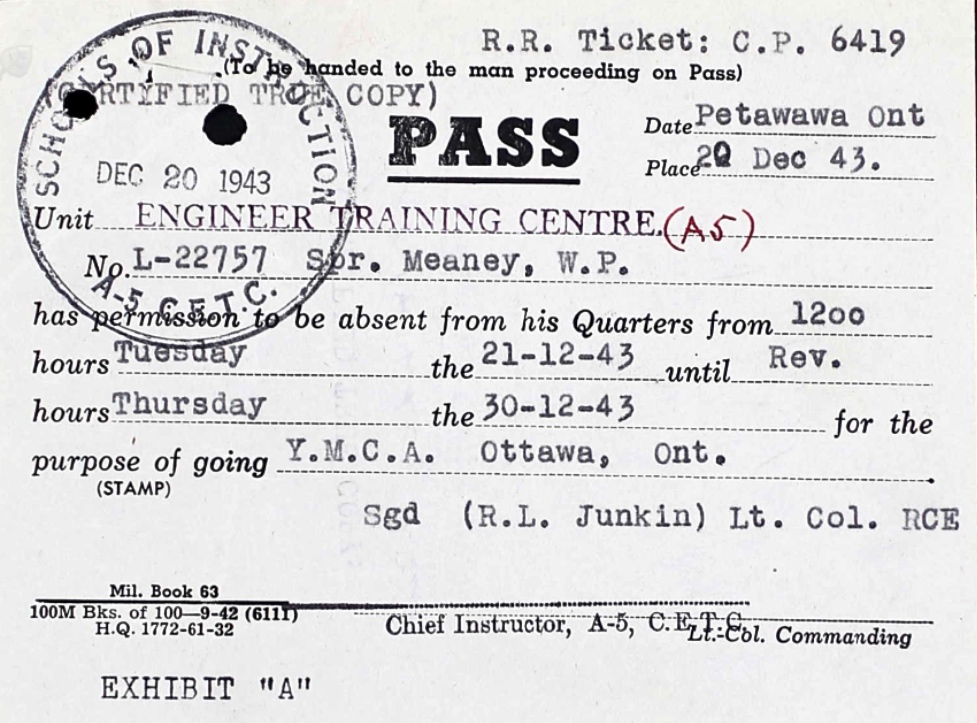 R.R. Ticket: C.P. 6419
(To be handed to the man proceeding on Pass)
(CERTIFIED TRUE COPY)
SCHOOLS OF INSTRUCTION
DEC 20 1943
A-5 C.E.T.C.
PASS
Date Petawawa Ont
Place 20 Dec 43.
Unit ENGINEER TRAINING CENTRE. (A5)
No. L-22757 Spr. Meaney, W.P.
has permission to be absent from his Quarters from 1200
hours Tuesday the 21-12-43 until Rev.
hours Thursday the 30-12-43 for the
purpose of going Y.M.C.A. Ottawa, Ont.
(STAMP)
Sgd (R.L. Junkin) Lt. Col. RCE
Mil. Book 63
100M Bks. of 100—9-42 (6111)
H.Q. 1772-61-32
Chief Instructor, A-5, C.E.T.C.
Lt.-Col. Commanding
EXHIBIT "A"